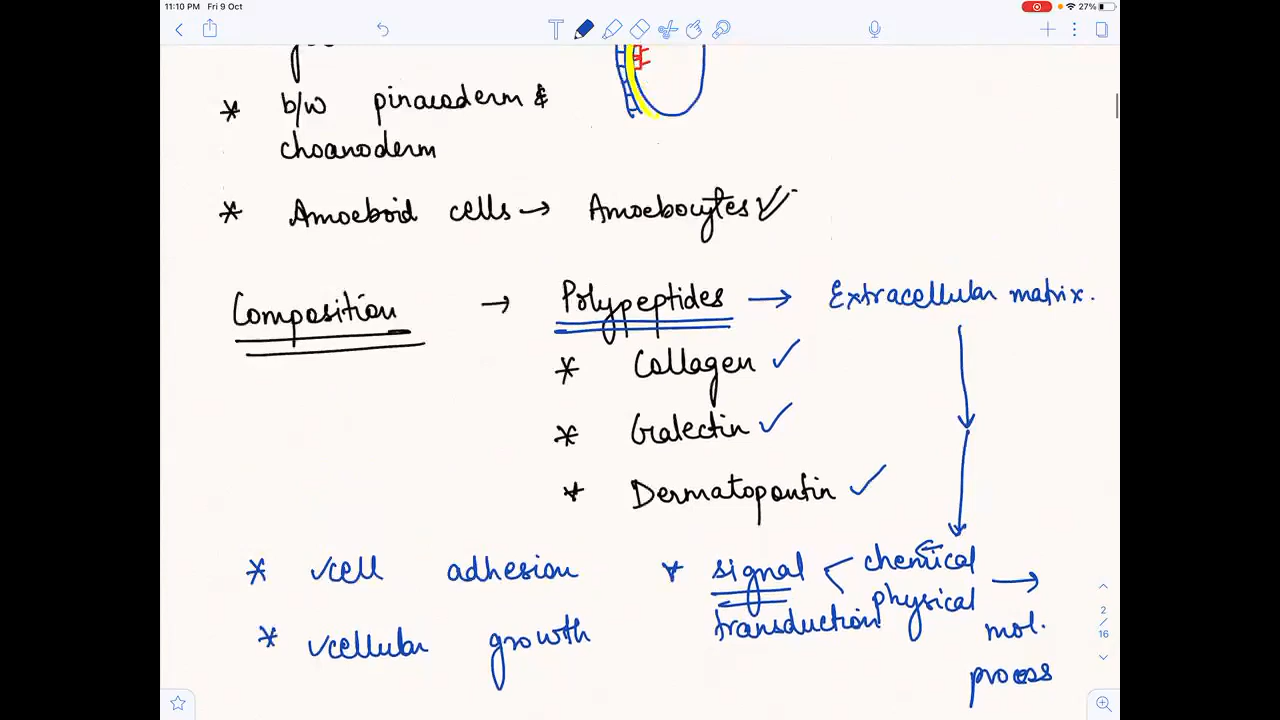 11:10 PM Fri 9 Oct
27%
T
* b/w pinacoderm &
choanoderm
* Amoeboid cells → Amoebocytes ✓✓
Composition → Polypeptides → Extracellular matrix.
* Collagen ✓
* Galectin ✓
* Dermatopontin ✓
* cell adhesion
* cellular growth
* signal transduction
chemical
physical
→ mol. process
2
/
16